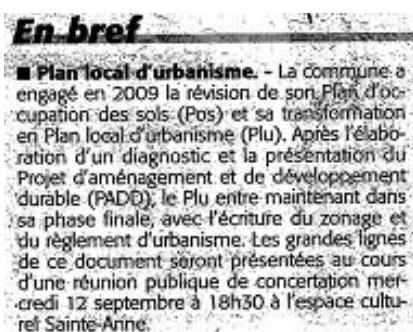 En bref
■ Plan local d'urbanisme. - La commune a
engagé en 2009 la révision de son Plan d'oc-
cupation des sols (Pos) et sa transformation
en Plan local d'urbanisme (Plu). Après l'élabo-
ration d'un diagnostic et la présentation du
Projet d'aménagement et de développement
durable (PADD), le Plu entre maintenant dans
sa phase finale, avec l'écriture du zonage et
du règlement d'urbanisme. Les grandes lignes
de ce document seront présentées au cours
d'une réunion publique de concertation mer-
credi 12 septembre à 18h30 à l'espace cultu-
rel Sainte-Anne.